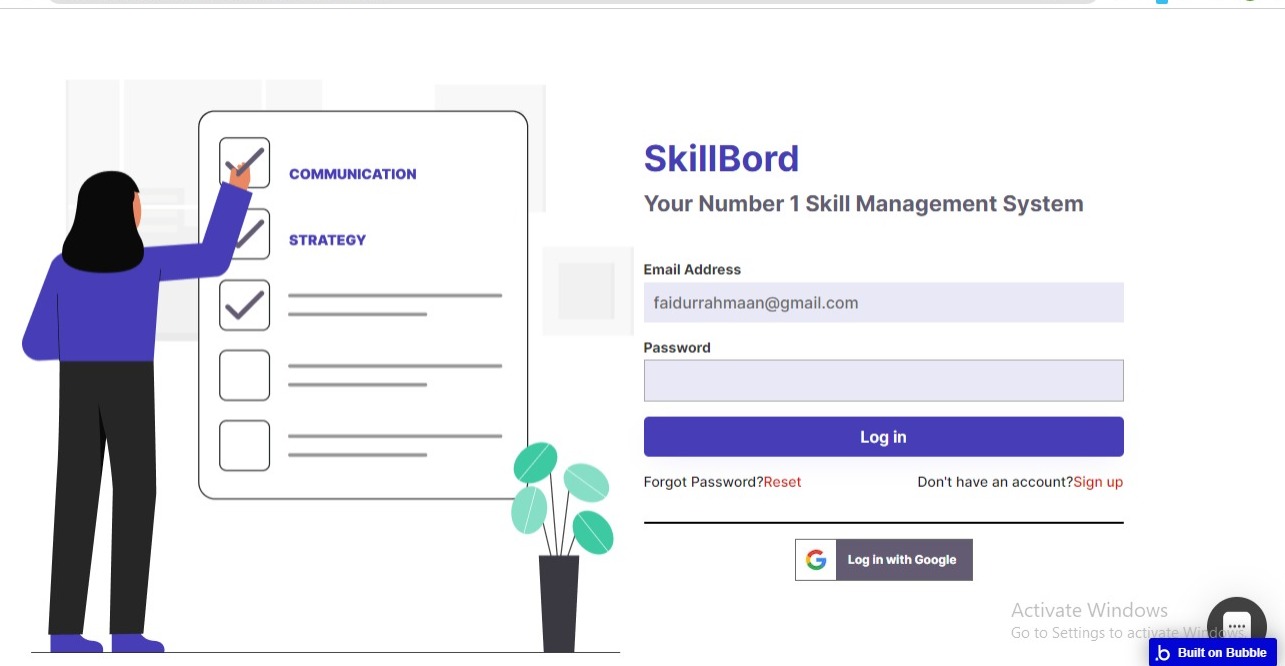 COMMUNICATION
STRATEGY
SkillBord
Your Number 1 Skill Management System
Email Address
faidurrahmaan@gmail.com
Password
Log in
Forgot Password?Reset
Don't have an account?Sign up
Log in with Google
Activate Windows
Go to Settings to activate Windows.
Built on Bubble